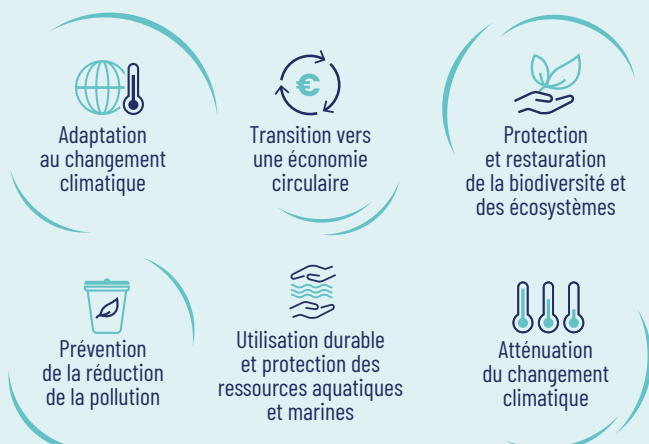 Adaptation
au changement
climatique
€
Transition vers
une économie
circulaire
Protection
et restauration
de la biodiversité et
des écosystèmes
Prévention
de la réduction
de la pollution
Utilisation durable
et protection des
ressources aquatiques
et marines
Atténuation
du changement
climatique